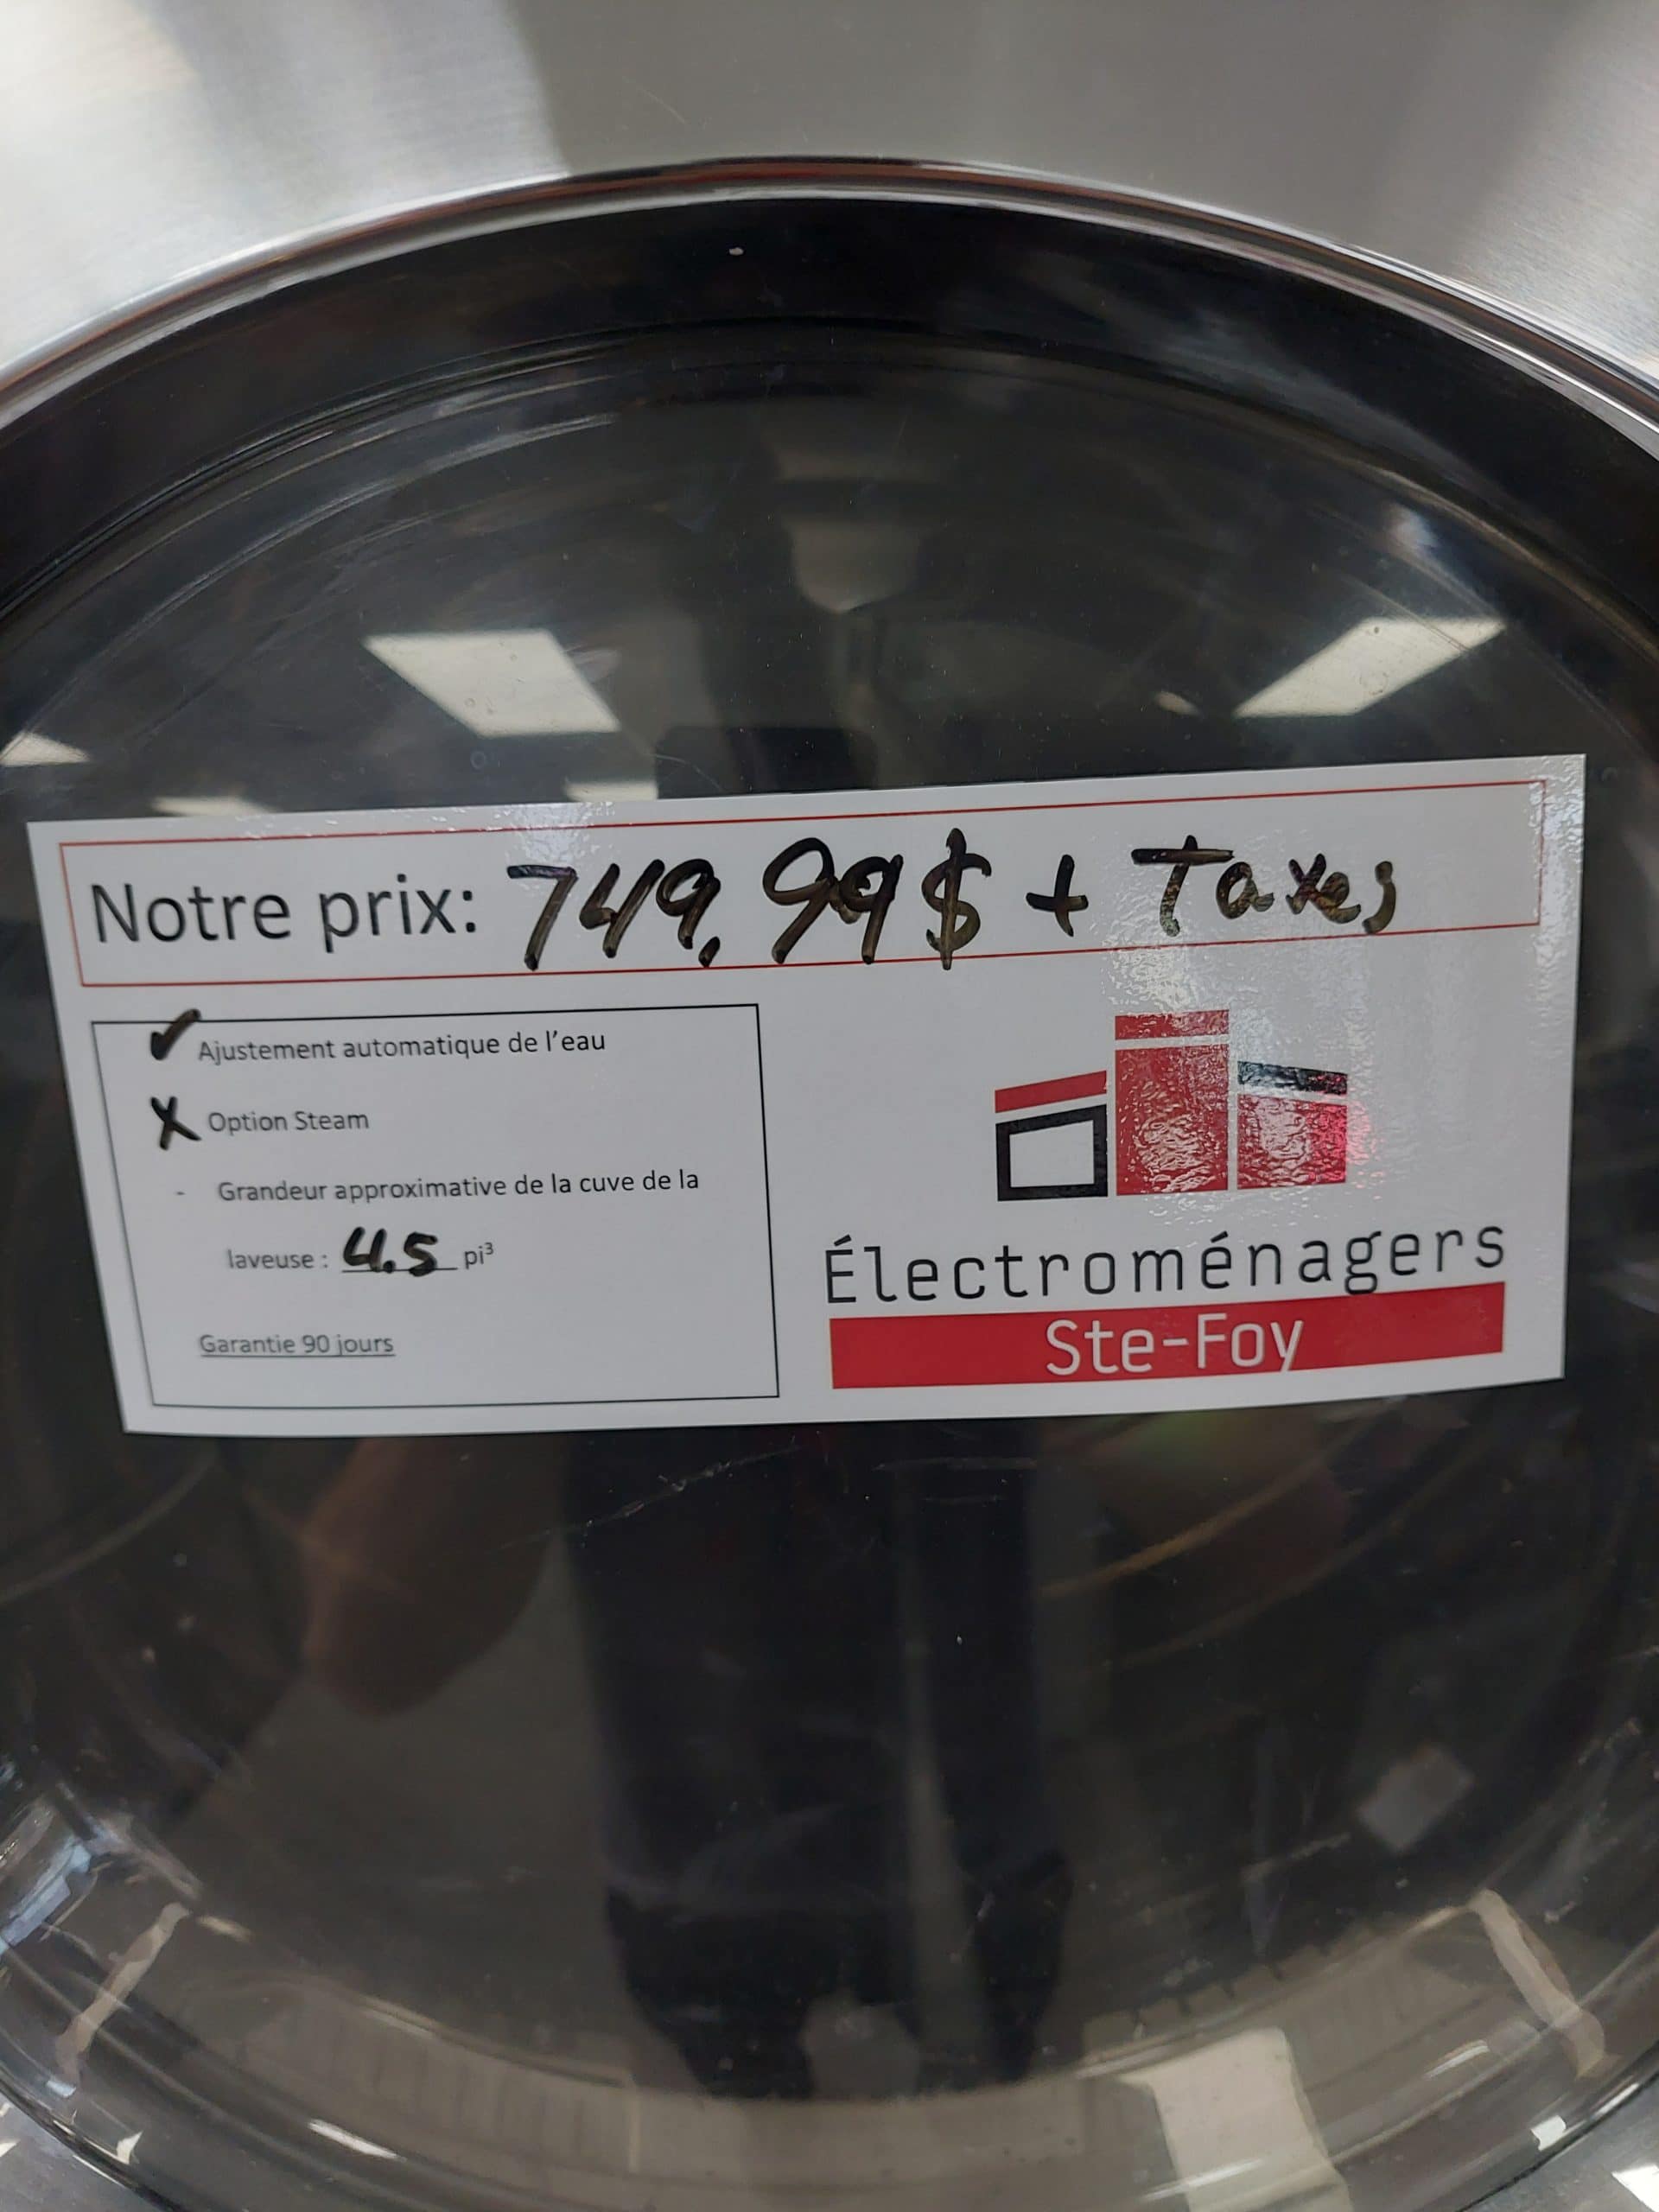 Notre prix: 749,99$ + Taxes
✓ Ajustement automatique de l'eau
X Option Steam
- Grandeur approximative de la cuve de la
laveuse : 4.5 pi³
Garantie 90 jours
Électroménagers
Ste-Foy